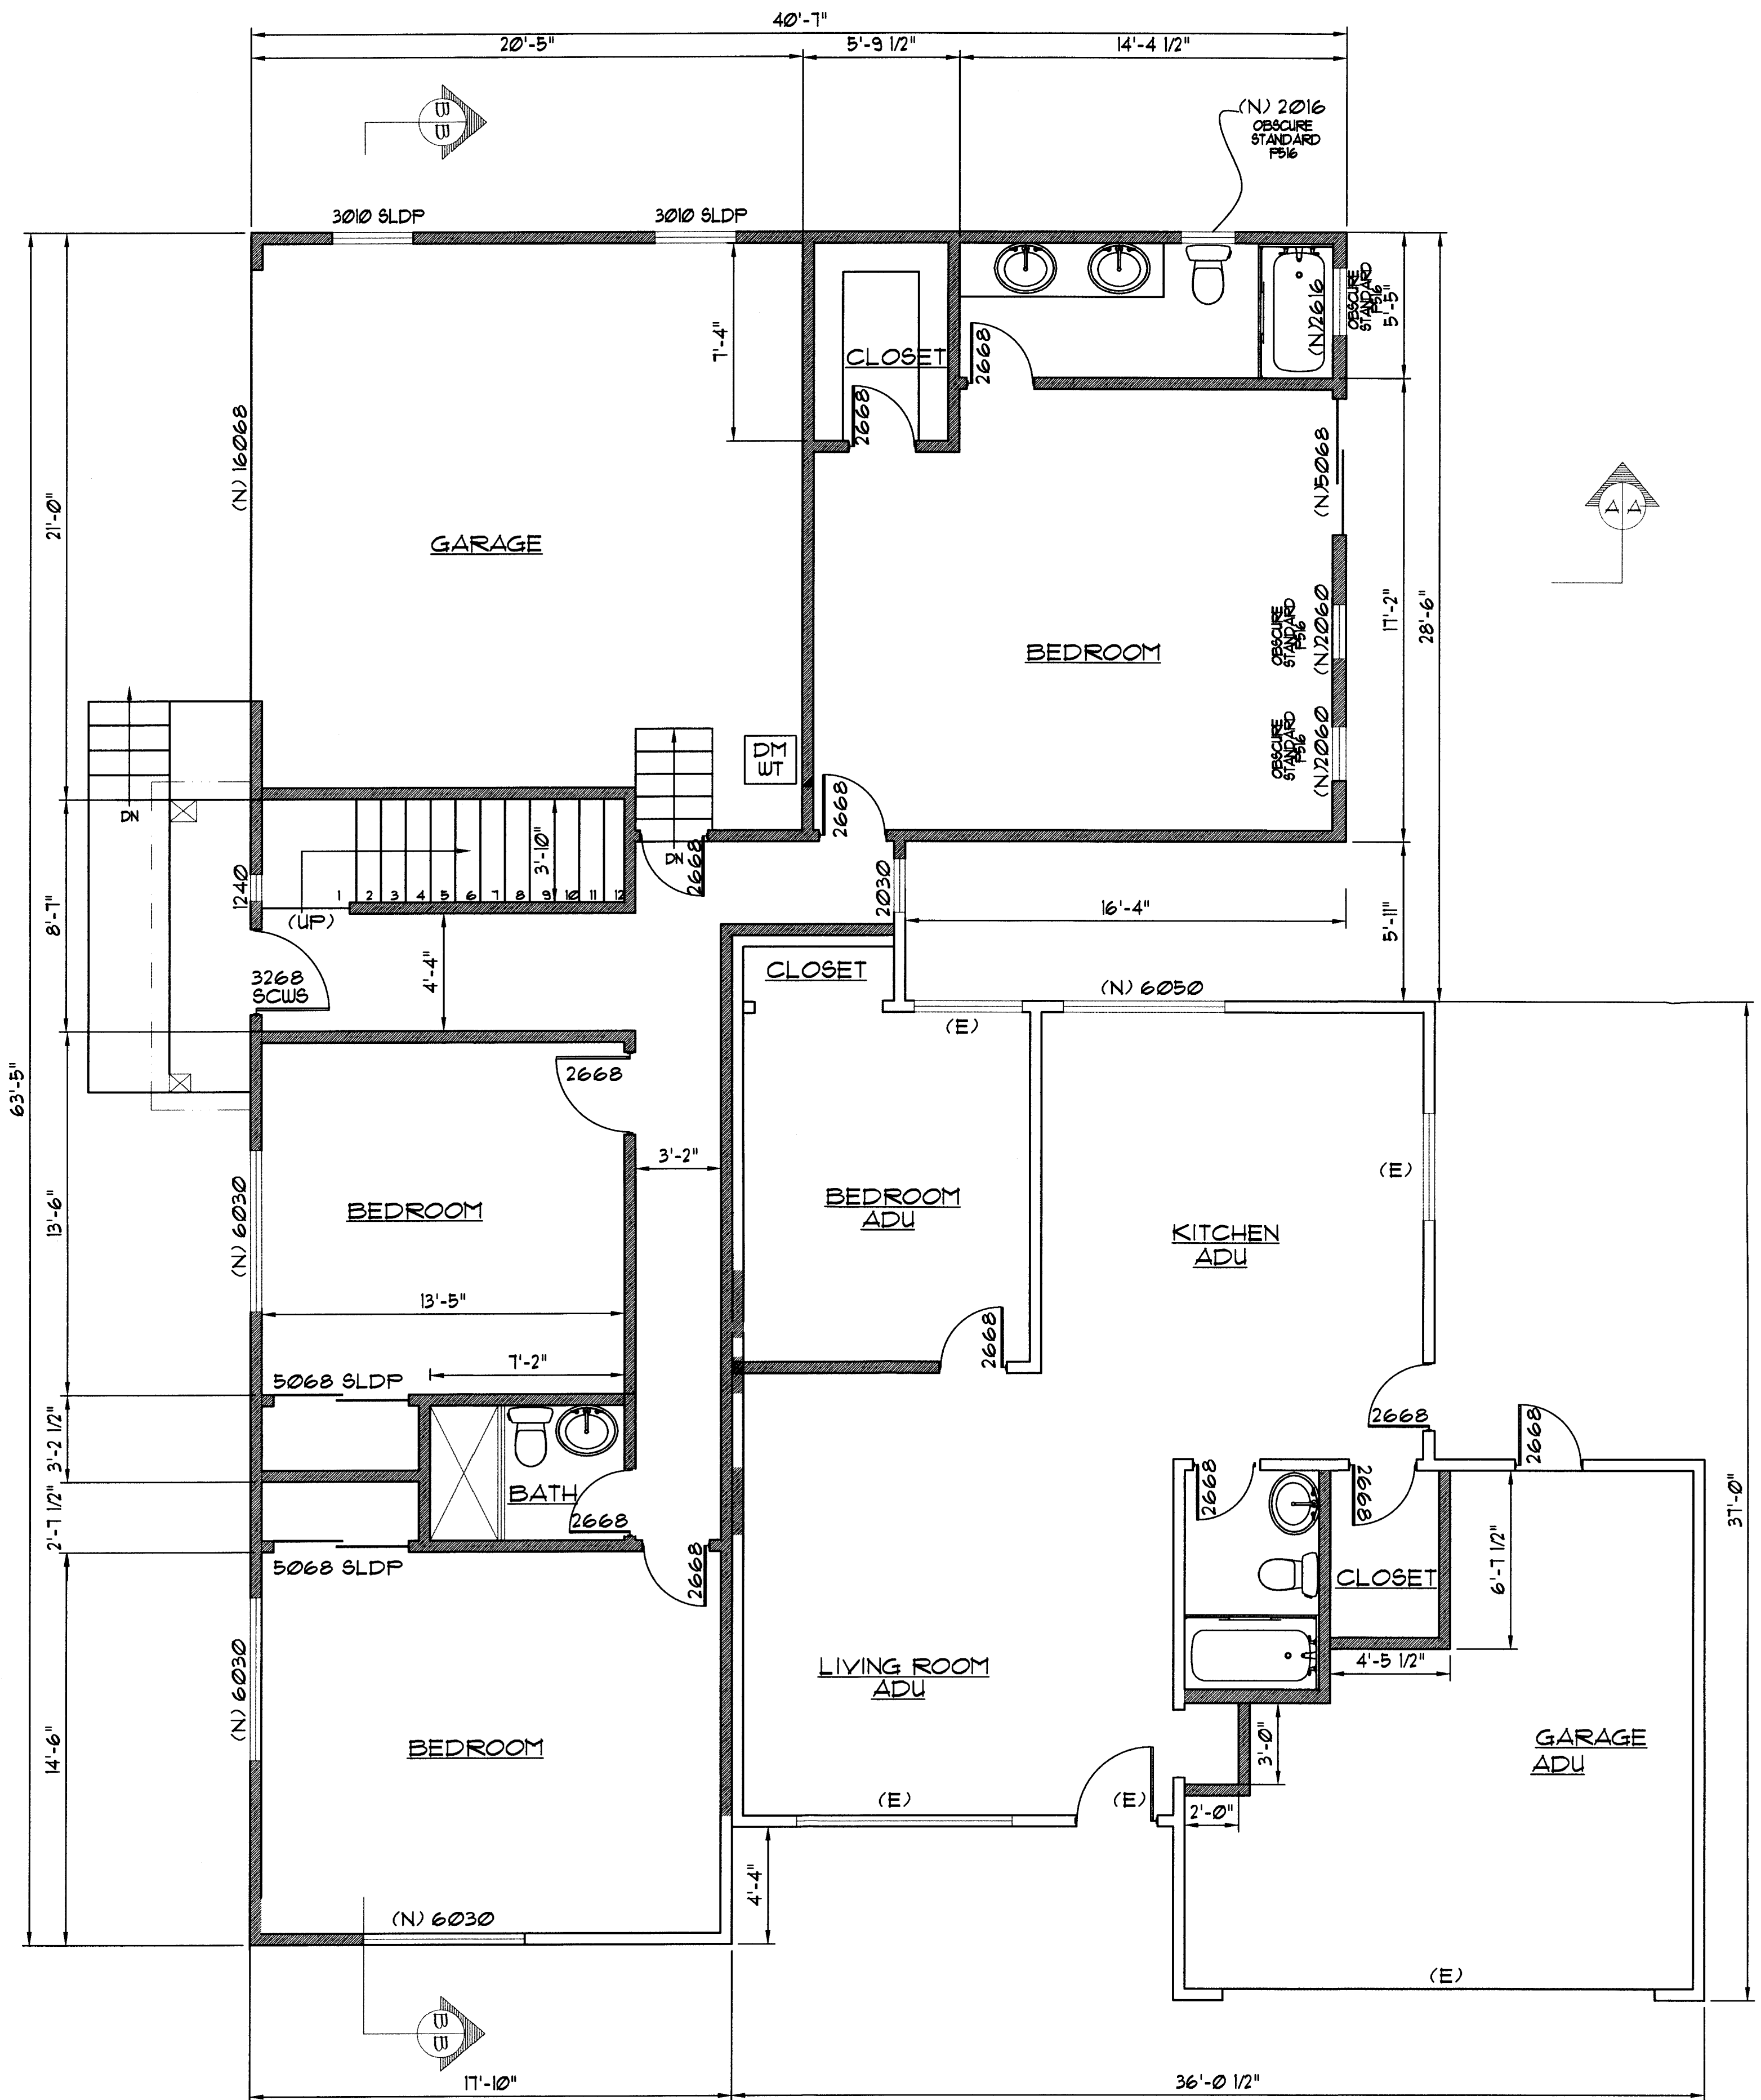 40'-7"
20'-5"
5'-9 1/2"
14'-4 1/2"
B B
B B
(N) 2016
OBSCURE
STANDARD
P516
3010 SLDP
3010 SLDP
7'-4"
CLOSET
2668
2668
(N)2616
OBSCURE
STANDARD
P516
5'-5"
(N) 16068
21'-0"
GARAGE
(N)5068
A A
BEDROOM
OBSCURE
STANDARD
P516
(N)2060
17'-2"
28'-6"
OBSCURE
STANDARD
P516
(N)2060
DM
WT
DN
2668
3'-10"
DN
2668
1240
1 2 3 4 5 6 7 8 9 10 11 12
(UP)
8'-7"
2030
16'-4"
5'-11"
3268
SCWS
4'-4"
CLOSET
(N) 6050
(E)
63'-5"
2668
3'-2"
(E)
13'-6"
(N) 6030
BEDROOM
BEDROOM
ADU
KITCHEN
ADU
13'-5"
2668
7'-2"
5068 SLDP
3'-2 1/2"
2668
2668
BATH
2668
2668
2668
2'-7 1/2"
5068 SLDP
2668
6'-7 1/2"
37'-0"
CLOSET
(N) 6030
LIVING ROOM
ADU
4'-5 1/2"
14'-6"
BEDROOM
3'-0"
GARAGE
ADU
(E)
(E)
2'-0"
4'-4"
(N) 6030
(E)
B B
B B
17'-10"
36'-0 1/2"